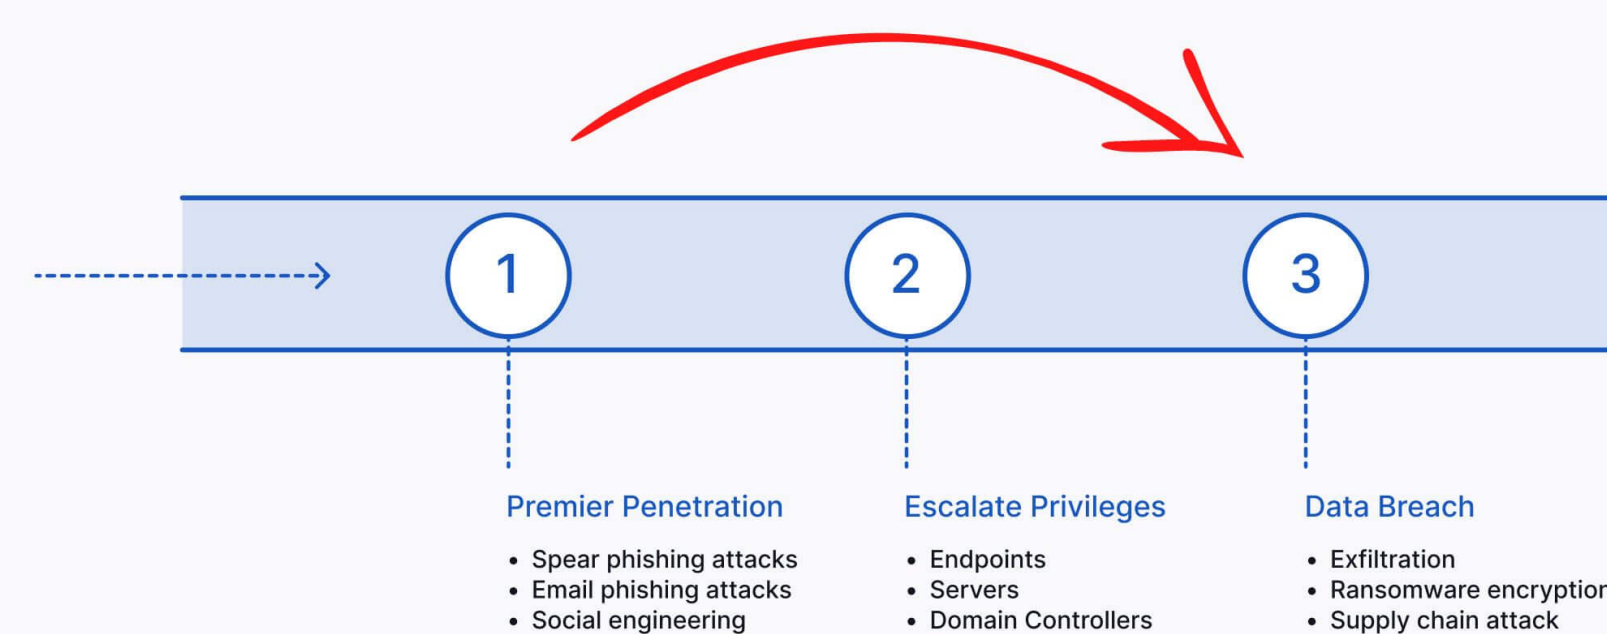 1
2
3
Premier Penetration
• Spear phishing attacks
• Email phishing attacks
• Social engineering
Escalate Privileges
• Endpoints
• Servers
• Domain Controllers
Data Breach
• Exfiltration
• Ransomware encryption
• Supply chain attack